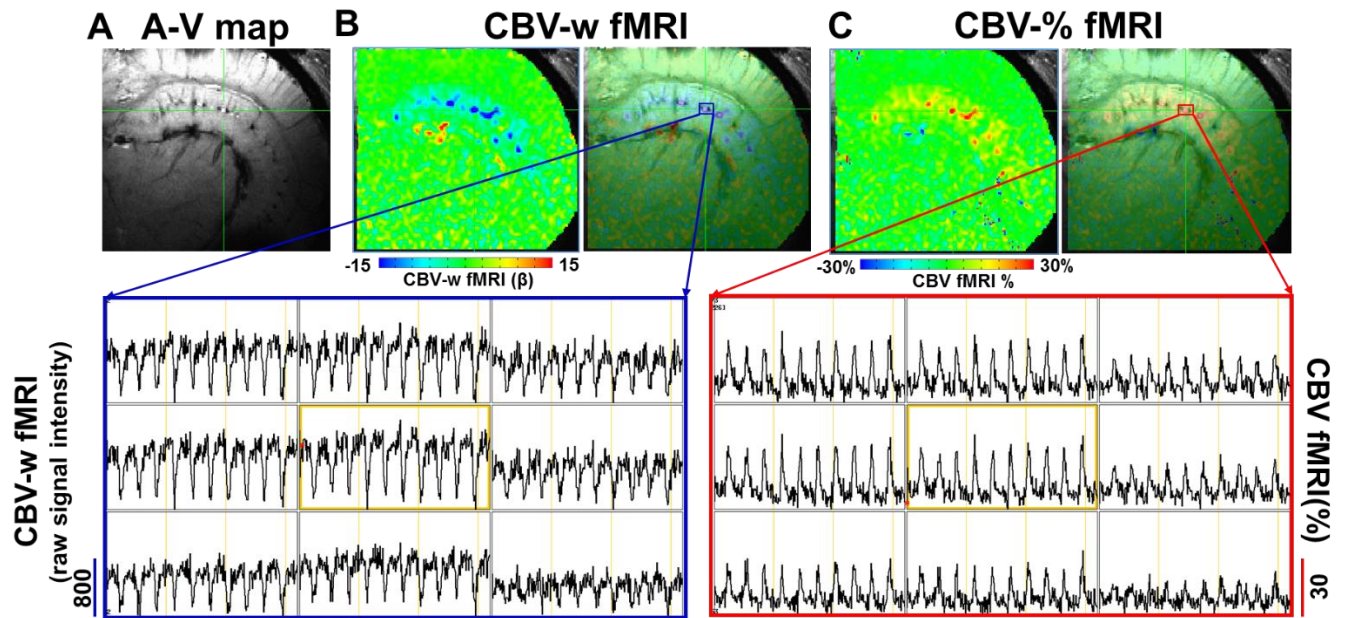 A A-V map
B CBV-w fMRI
C CBV-% fMRI
-15 15
CBV-w fMRI (β)
-30% 30%
CBV fMRI %
CBV-w fMRI
(raw signal intensity)
800
CBV fMRI(%)
30